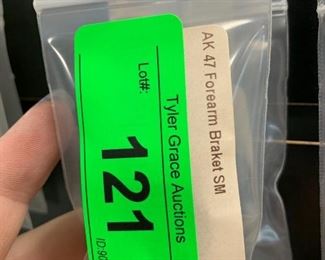 AK 47 Forearm Braket SM
Tyler Grace Auctions
Lot#:
121